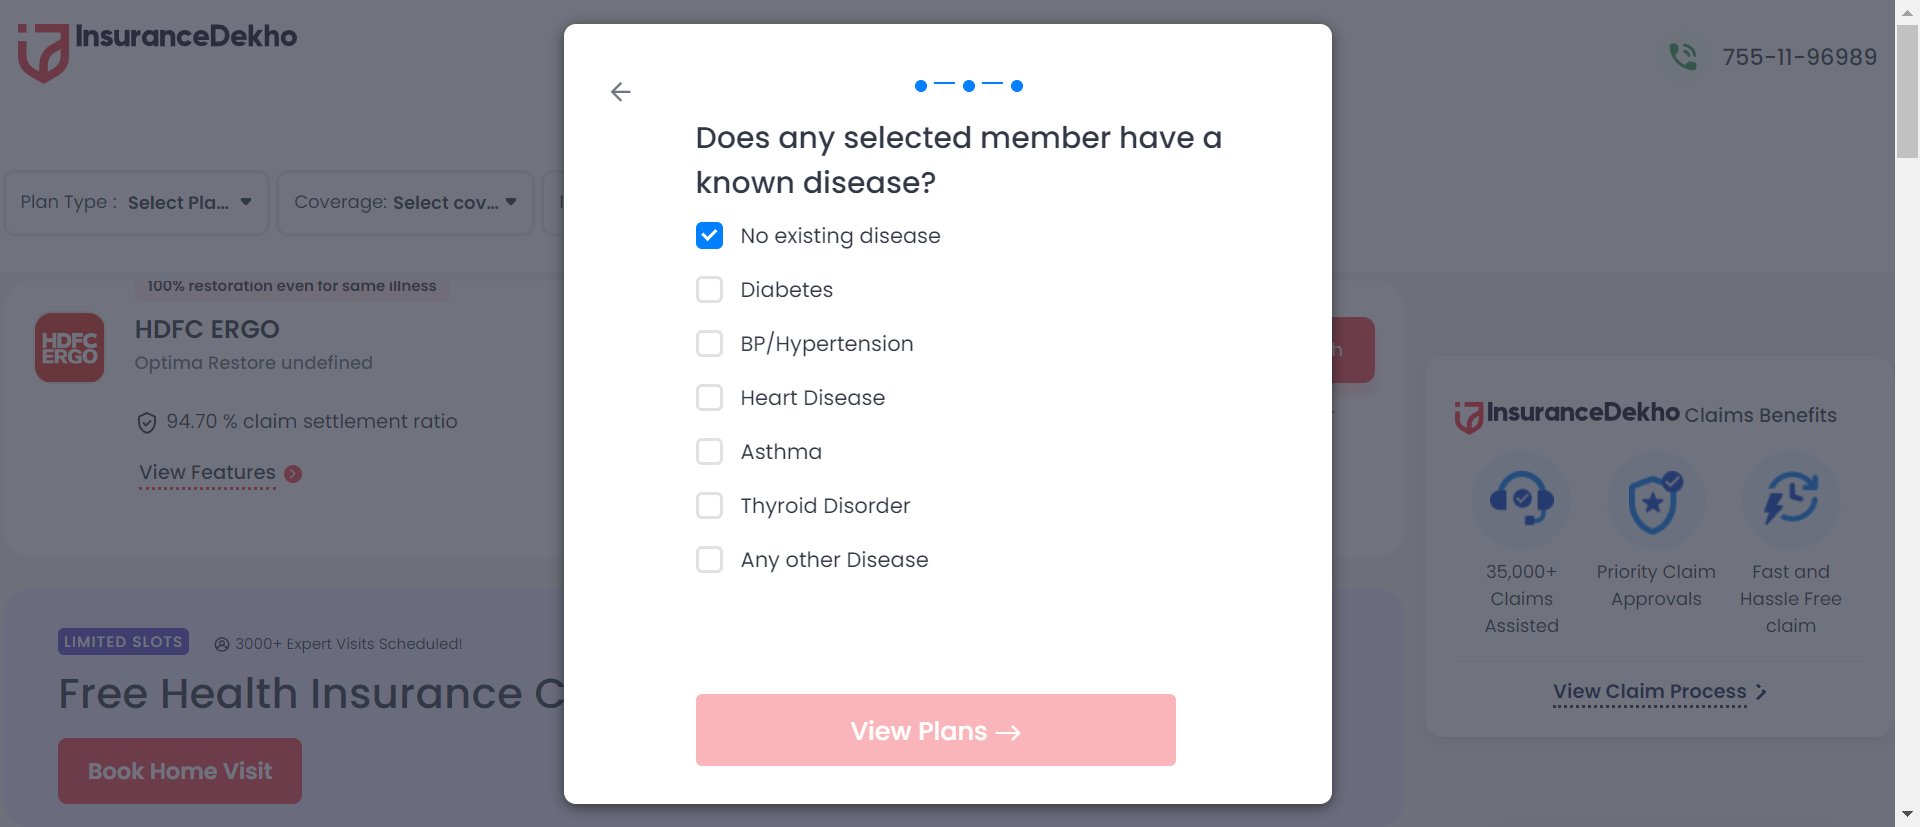 InsuranceDekho
755-11-96989
Plan Type : Select Pla...
Coverage: Select cov...
100% restoration even for same illness
HDFC ERGO
HDFC ERGO
Optima Restore undefined
94.70 % claim settlement ratio
View Features
LIMITED SLOTS
3000+ Expert Visits Scheduled!
Free Health Insurance C
Book Home Visit
Does any selected member have a
known disease?
No existing disease
Diabetes
BP/Hypertension
Heart Disease
Asthma
Thyroid Disorder
Any other Disease
View Plans
h
InsuranceDekho Claims Benefits
35,000+
Claims
Assisted
Priority Claim
Approvals
Fast and
Hassle Free
claim
View Claim Process